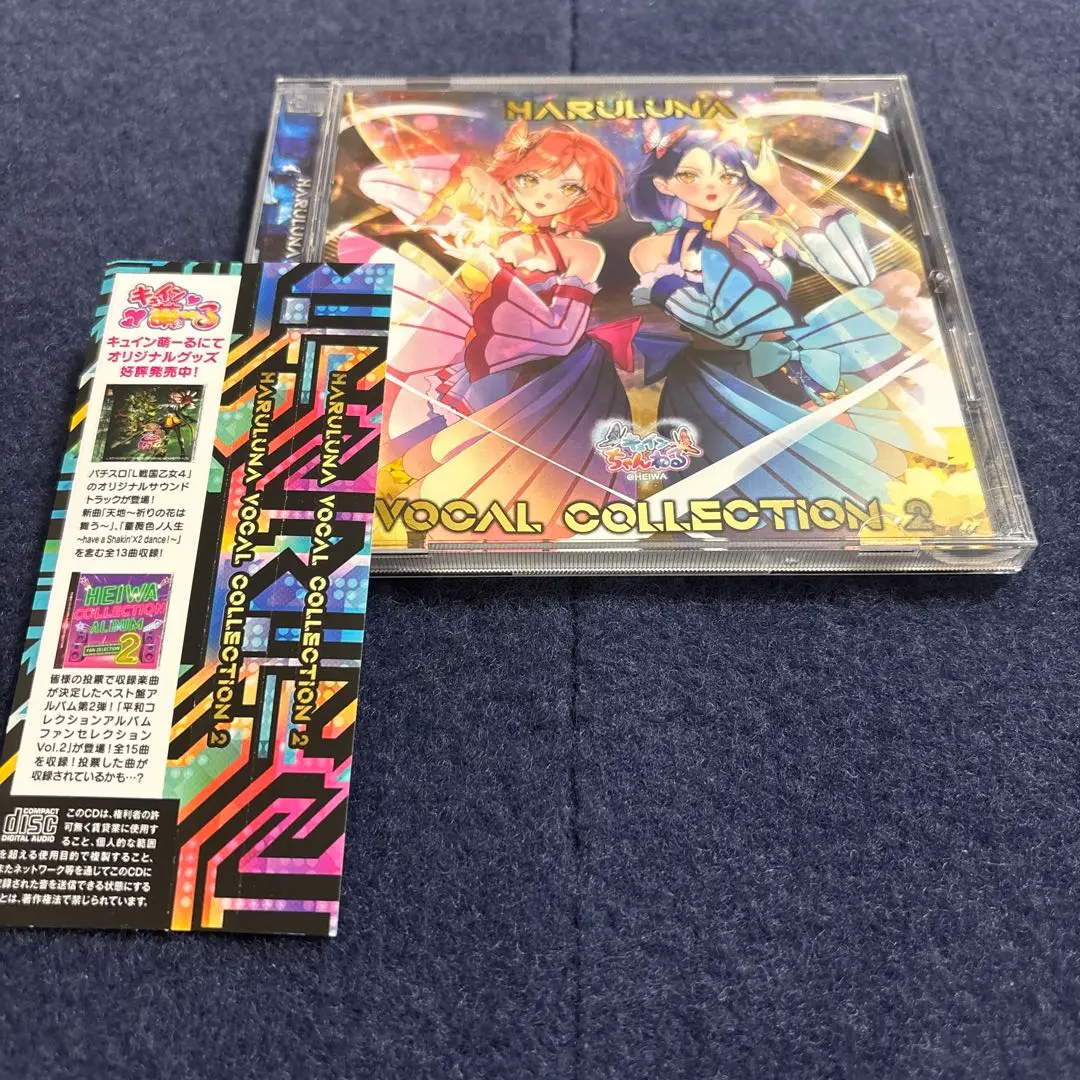 HARULUNA
キュイン
ちゃんねる
@HEIWA
VOCAL COLLECTION 2
HARULUNA
キュイン
萌〜る
キュイン萌ーるにて
オリジナルグッズ
好評発売中!
パチスロ「L戦国乙女4」
のオリジナルサウンド
トラックが登場!
新曲「天地〜祈りの花は
舞う〜」、「薔薇色ノ人生
~have a Shakin'×2 dance!~」
を含む全13曲収録!
HEIWA
COLLECTION
ALBUM
FAN SELECTION
2
皆様の投票で収録楽曲
が決定したベスト盤ア
ルバム第2弾!「平和コ
レクションアルバム
ファンセレクション
Vol.2」が登場!全15曲
を収録!投票した曲が
収録されているかも…?
COMPACT
disc
DIGITAL AUDIO
このCDは、権利者の許
可無く賃貸業に使用す
ること、個人的な範囲
を超える使用目的で複製すること、
またネットワーク等を通じてこのCDに
収録された音を送信できる状態にする
とは、著作権法で禁じられています。
HARULUNA VOCAL COLLECTION 2
HARULUNA VOCAL COLLECTION 2